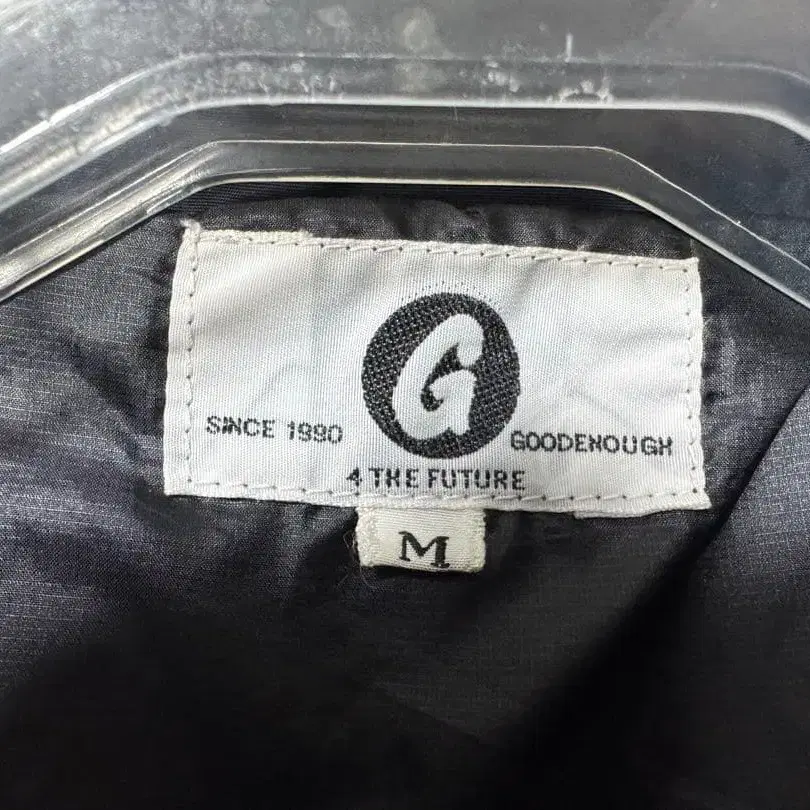 G
SINCE 1990
GOODENOUGH
4 THE FUTURE
M